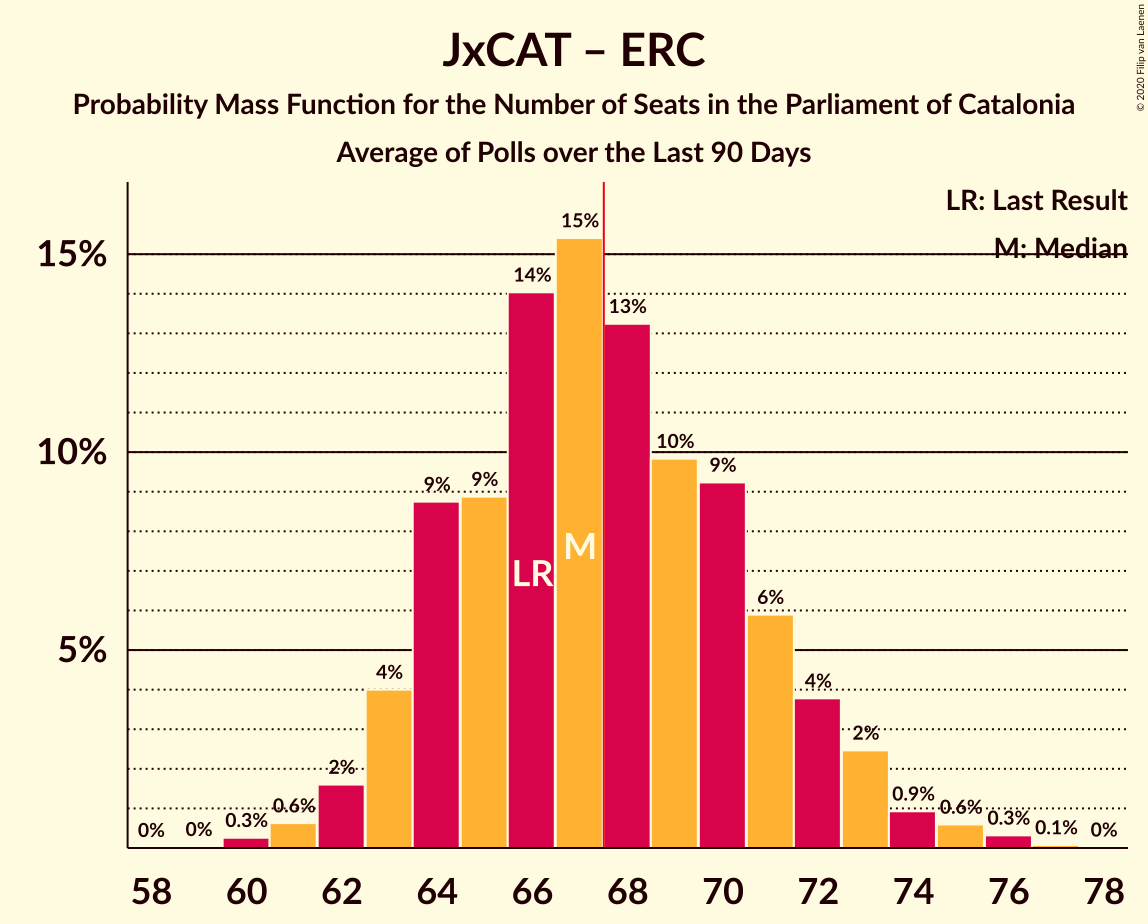 JxCAT – ERC
Probability Mass Function for the Number of Seats in the Parliament of Catalonia
Average of Polls over the Last 90 Days
© 2020 Filip van Laenen
LR: Last Result
M: Median
15%
10%
5%
0%
0%
0.3%
0.6%
2%
4%
9%
9%
14%
15%
13%
10%
9%
6%
4%
2%
0.9%
0.6%
0.3%
0.1%
0%
LR
M
58 60 62 64 66 68 70 72 74 76 78